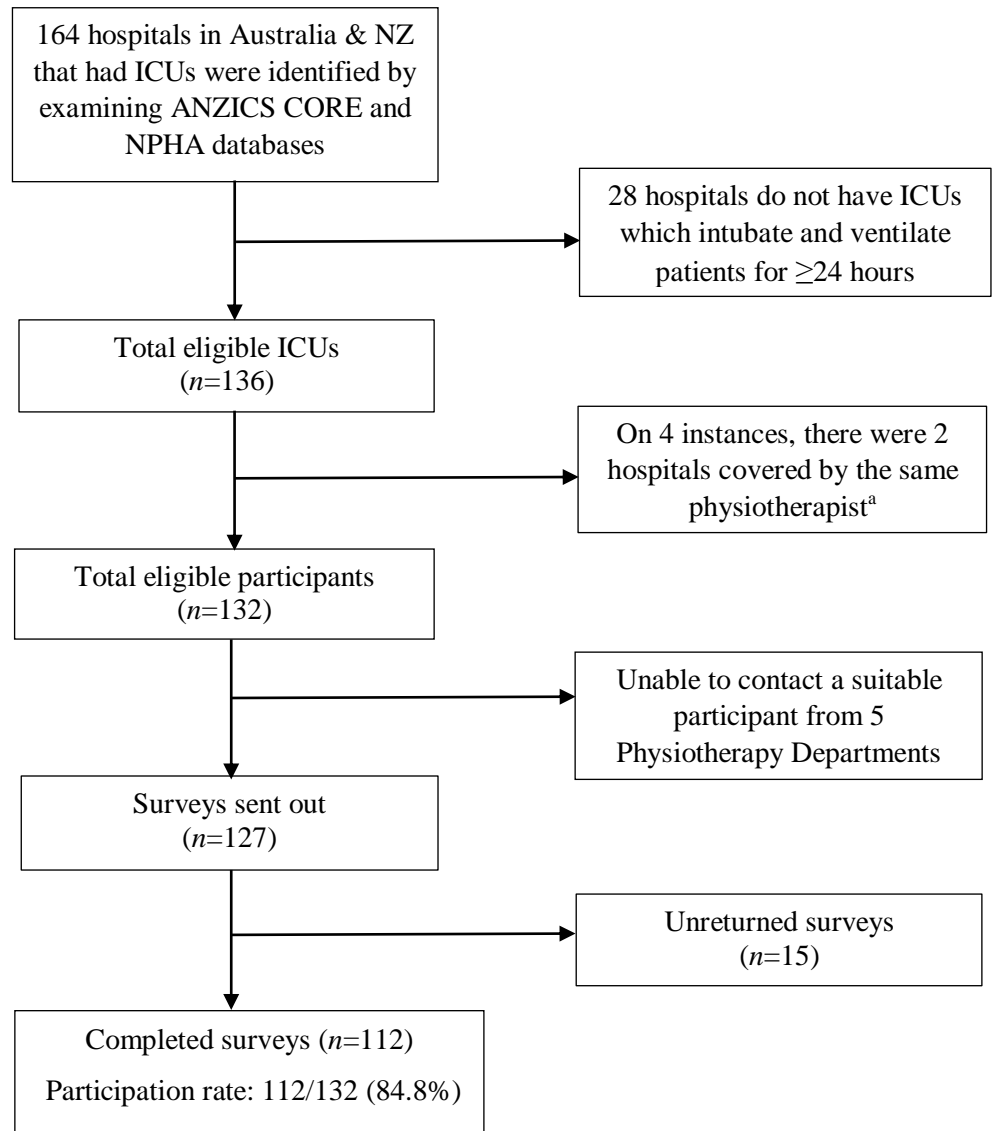 164 hospitals in Australia & NZ
that had ICUs were identified by
examining ANZICS CORE and
NPHA databases
28 hospitals do not have ICUs
which intubate and ventilate
patients for ≥24 hours
Total eligible ICUs
(n=136)
On 4 instances, there were 2
hospitals covered by the same
physiotherapistᵃ
Total eligible participants
(n=132)
Unable to contact a suitable
participant from 5
Physiotherapy Departments
Surveys sent out
(n=127)
Unreturned surveys
(n=15)
Completed surveys (n=112)
Participation rate: 112/132 (84.8%)